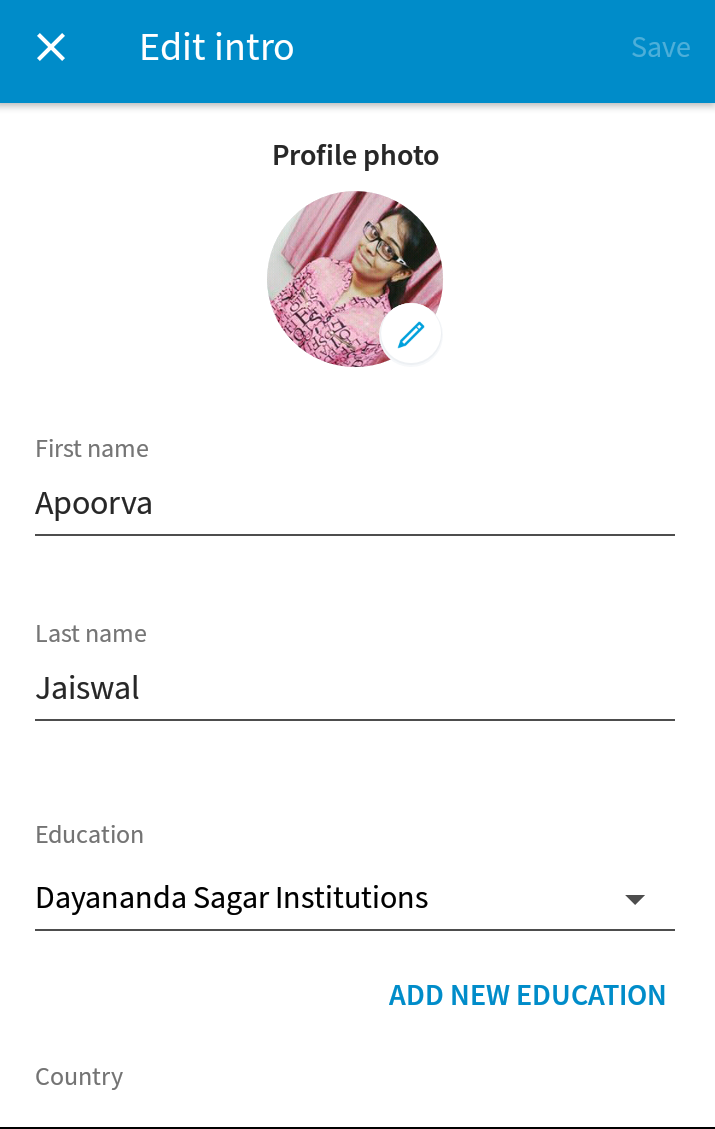 Edit intro Save
Profile photo
First name
Apoorva
Last name
Jaiswal
Education
Dayananda Sagar Institutions
ADD NEW EDUCATION
Country